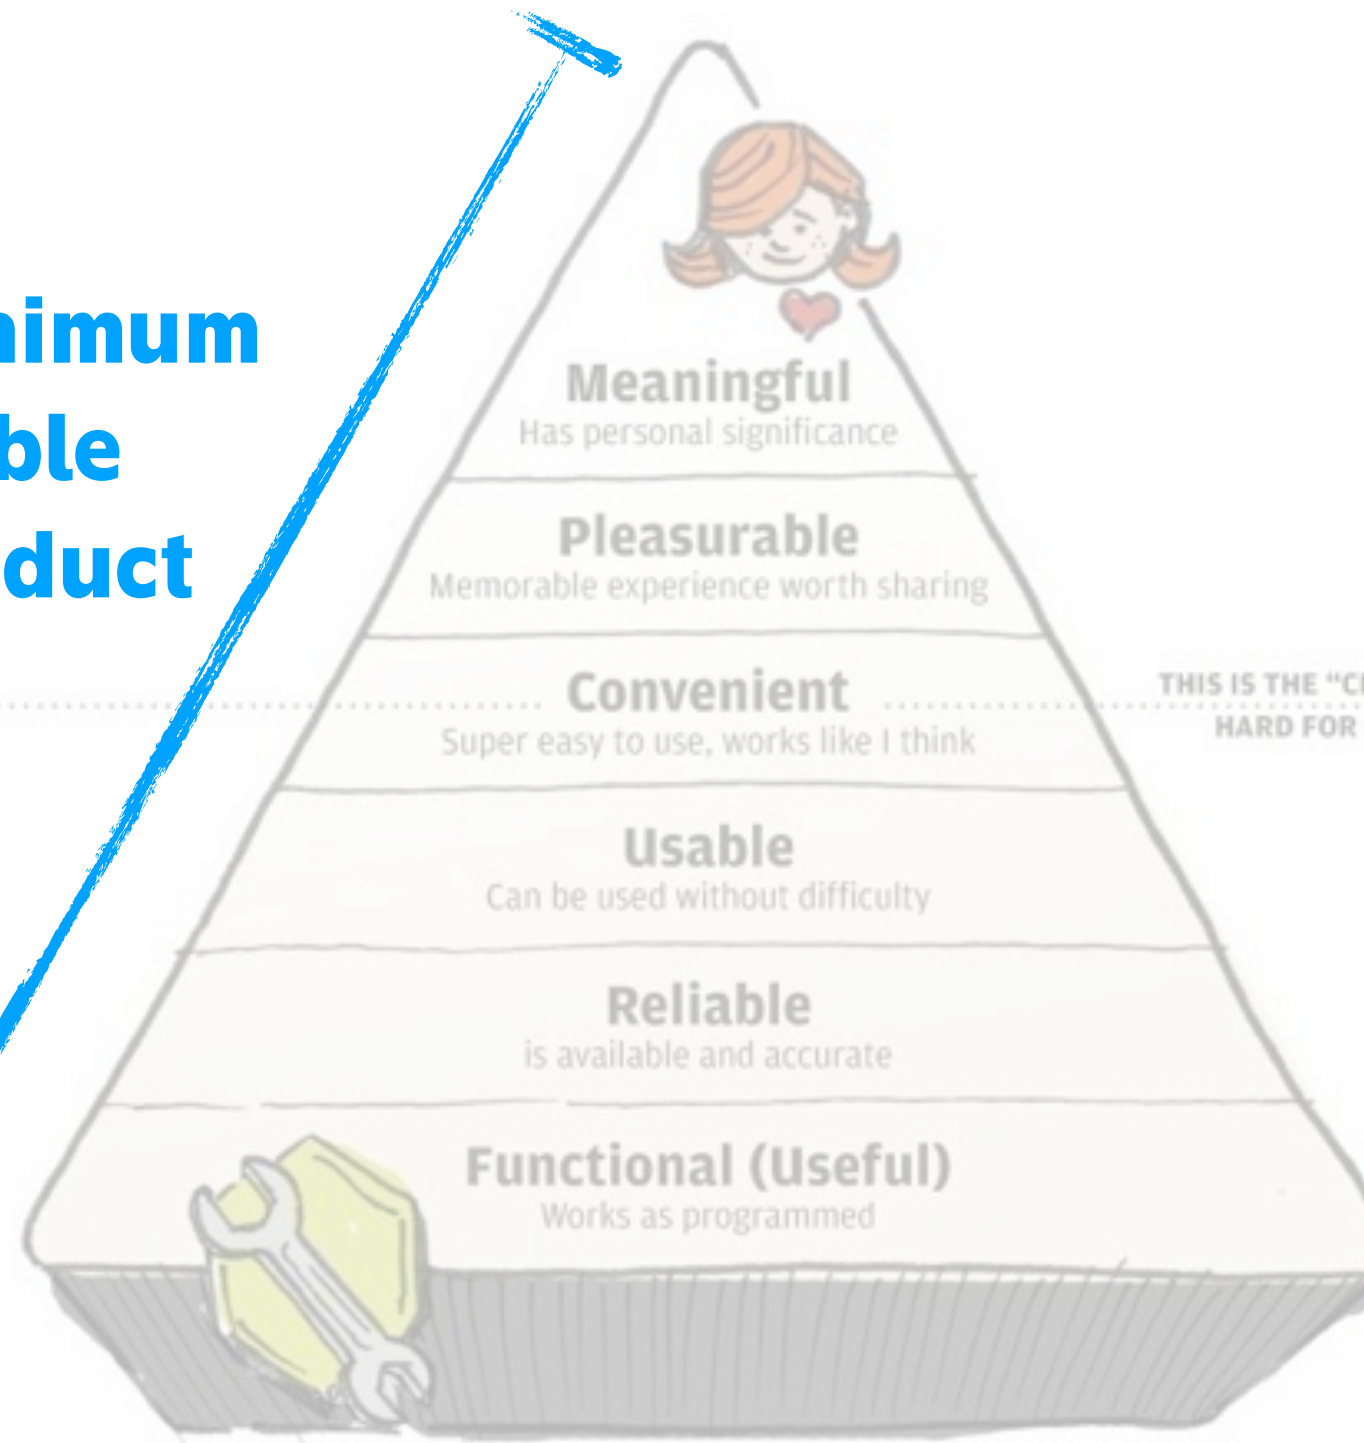 nimum
ble
duct
Meaningful
Has personal significance
Pleasurable
Memorable experience worth sharing
Convenient
THIS IS THE “C
Super easy to use, works like I think
HARD FOR
Usable
Can be used without difficulty
Reliable
is available and accurate
Functional (Useful)
Works as programmed